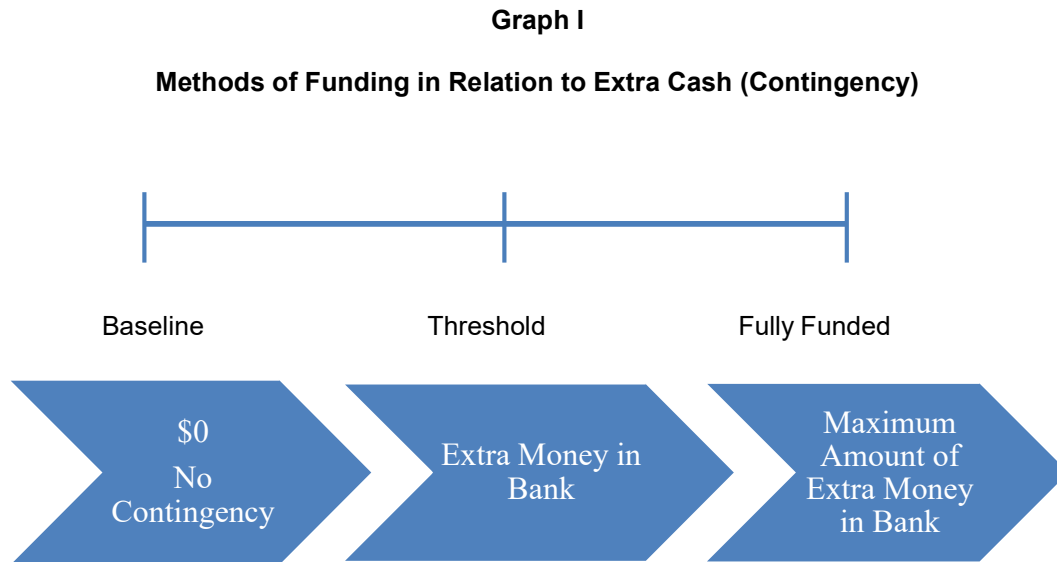 Graph I
Methods of Funding in Relation to Extra Cash (Contingency)
Baseline
Threshold
Fully Funded
$0
No
Contingency
Extra Money in
Bank
Maximum
Amount of
Extra Money
in Bank